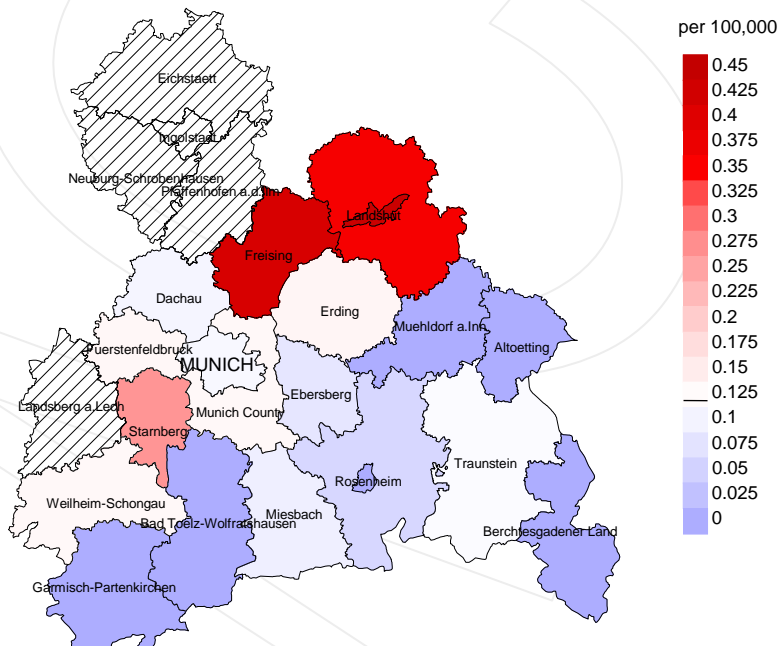 per 100,000
0.45
0.425
0.4
0.375
0.35
0.325
0.3
0.275
0.25
0.225
0.2
0.175
0.15
0.125
0.1
0.075
0.05
0.025
0
Eichstaett
Ingolstadt
Neuburg-Schrobenhausen
Pfaffenhofen a.d.Ilm
Landshut
Freising
Dachau
Erding
Muehldorf a.Inn
Altoetting
Fuerstenfeldbruck
MUNICH
Ebersberg
Landsberg a.Lech
Munich County
Starnberg
Traunstein
Rosenheim
Weilheim-Schongau
Miesbach
Bad Toelz-Wolfratshausen
Berchtesgadener Land
Garmisch-Partenkirchen